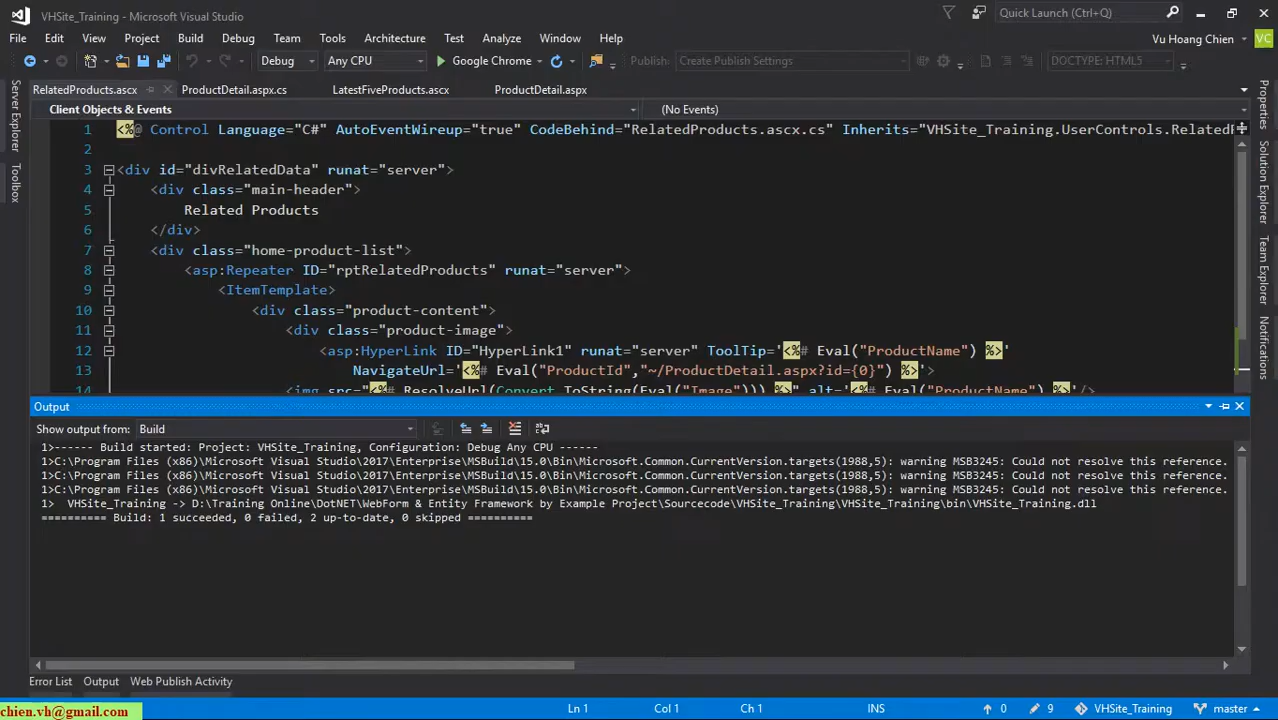 VHSite_Training - Microsoft Visual Studio
Quick Launch (Ctrl+Q)
File Edit View Project Build Debug Team Tools Architecture Test Analyze Window Help
Vu Hoang Chien VC
Debug Any CPU Google Chrome Publish: Create Publish Settings DOCTYPE: HTML5
RelatedProducts.ascx ProductDetail.aspx.cs LatestFiveProducts.ascx ProductDetail.aspx
Client Objects & Events (No Events)
Server Explorer
Toolbox
Properties
Solution Explorer
Team Explorer
Notifications
1 <%@ Control Language="C#" AutoEventWireup="true" CodeBehind="RelatedProducts.ascx.cs" Inherits="VHSite_Training.UserControls.RelatedP
2
3 <div id="divRelatedData" runat="server">
4 <div class="main-header">
5 Related Products
6 </div>
7 <div class="home-product-list">
8 <asp:Repeater ID="rptRelatedProducts" runat="server">
9 <ItemTemplate>
10 <div class="product-content">
11 <div class="product-image">
12 <asp:HyperLink ID="HyperLink1" runat="server" ToolTip='<%# Eval("ProductName") %>'
13 NavigateUrl='<%# Eval("ProductId","~/ProductDetail.aspx?id={0}") %>'>
14 <img src="<%# ResolveUrl(Convert.ToString(Eval("Image"))) %>" alt='<%# Eval("ProductName") %>'/>
Output
Show output from: Build
1>------ Build started: Project: VHSite_Training, Configuration: Debug Any CPU ------
1>C:\Program Files (x86)\Microsoft Visual Studio\2017\Enterprise\MSBuild\15.0\Bin\Microsoft.Common.CurrentVersion.targets(1988,5): warning MSB3245: Could not resolve this reference.
1>C:\Program Files (x86)\Microsoft Visual Studio\2017\Enterprise\MSBuild\15.0\Bin\Microsoft.Common.CurrentVersion.targets(1988,5): warning MSB3245: Could not resolve this reference.
1>C:\Program Files (x86)\Microsoft Visual Studio\2017\Enterprise\MSBuild\15.0\Bin\Microsoft.Common.CurrentVersion.targets(1988,5): warning MSB3245: Could not resolve this reference.
1> VHSite_Training -> D:\Training Online\DotNET\WebForm & Entity Framework by Example Project\Sourcecode\VHSite_Training\VHSite_Training\bin\VHSite_Training.dll
========== Build: 1 succeeded, 0 failed, 2 up-to-date, 0 skipped ==========
Error List Output Web Publish Activity
chien.vh@gmail.com Ln 1 Col 1 Ch 1 INS 0 9 VHSite_Training master